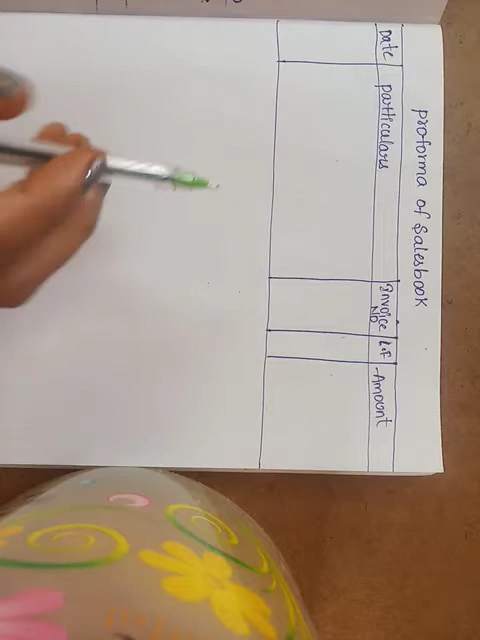 proforma of Salesbook
Date particulars Invoice No L.F Amount